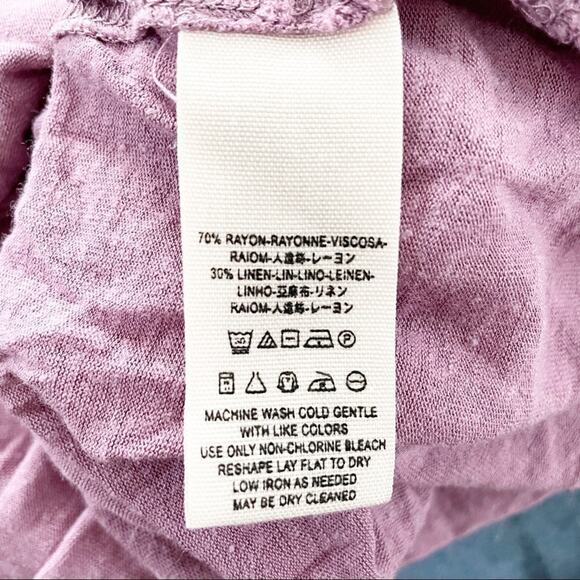 70% RAYON-RAYONNE-VISCOSA-
RAIOM-人造絲-レーヨン
30% LINEN-LIN-LINO-LEINEN-
LINHO-亞麻布-リネン
RAIOM-人造絲-レーヨン
MACHINE WASH COLD GENTLE
WITH LIKE COLORS
USE ONLY NON-CHLORINE BLEACH
RESHAPE LAY FLAT TO DRY
LOW IRON AS NEEDED
MAY BE DRY CLEANED